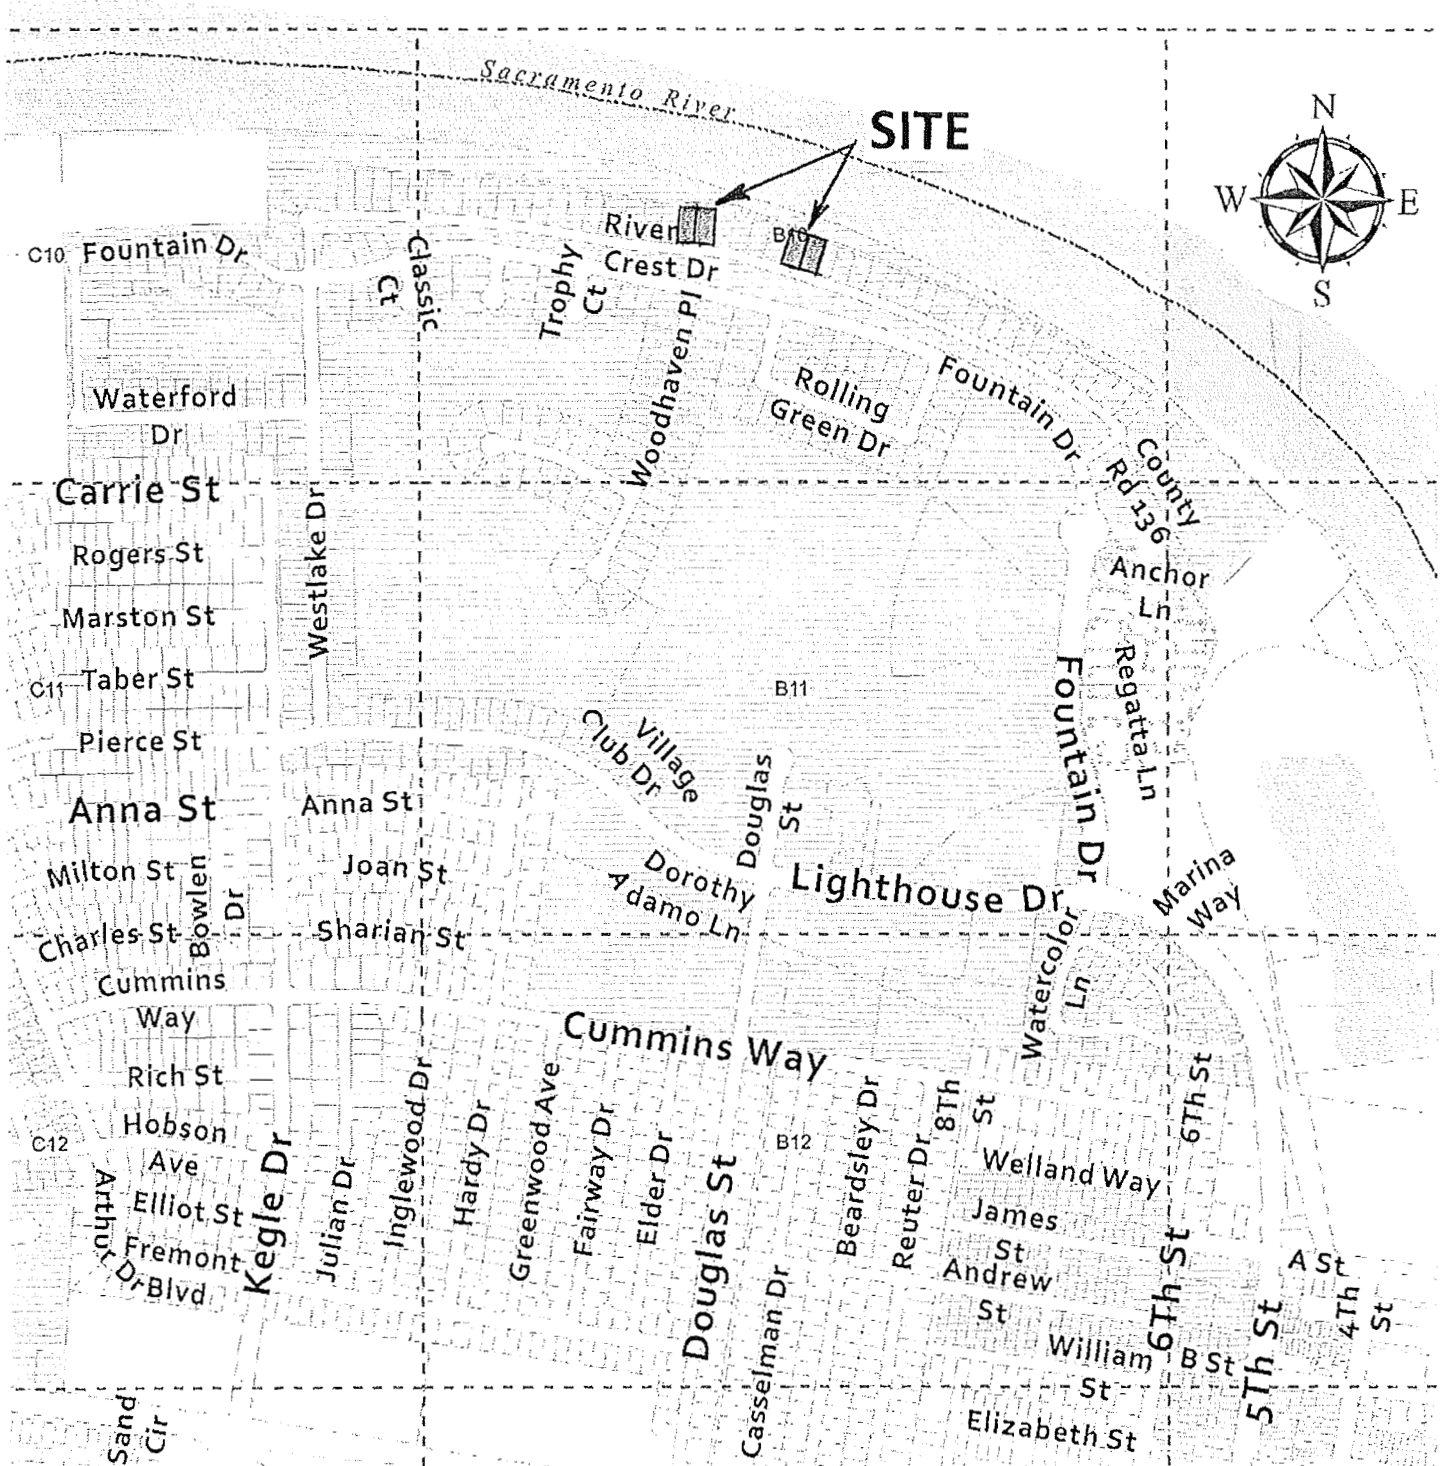 Sacramento River
SITE
N
W
E
S
River
Crest Dr
B10
C10
Fountain Dr
Classic
Ct
Trophy
Ct
Woodhaven Pl
Rolling
Green Dr
Fountain Dr
Waterford
Dr
County
Rd 136
Carrie St
Westlake Dr
Rogers St
Anchor
Ln
Marston St
Regatta Ln
C11
Taber St
B11
Fountain Dr
Pierce St
Village
Club Dr
Douglas
St
Anna St
Anna St
Milton St
Joan St
Bowlen
Dr
Dorothy
Adamo Ln
Lighthouse Dr
Marina
Way
Charles St
Sharian St
Watercolor
Ln
Cummins
Way
Cummins Way
Rich St
6Th St
Hobson
Ave
C12
B12
Arthur Dr
Elliot St
Fremont
Blvd
Kegle Dr
Julian Dr
Inglewood Dr
Hardy Dr
Greenwood Ave
Fairway Dr
Elder Dr
Douglas St
Casselman Dr
Beardsley Dr
Reuter Dr
8Th
St
Welland Way
James
St
Andrew
St
William
St
6Th St
B St
5Th St
A St
4Th
St
Elizabeth St
Sand
Cir